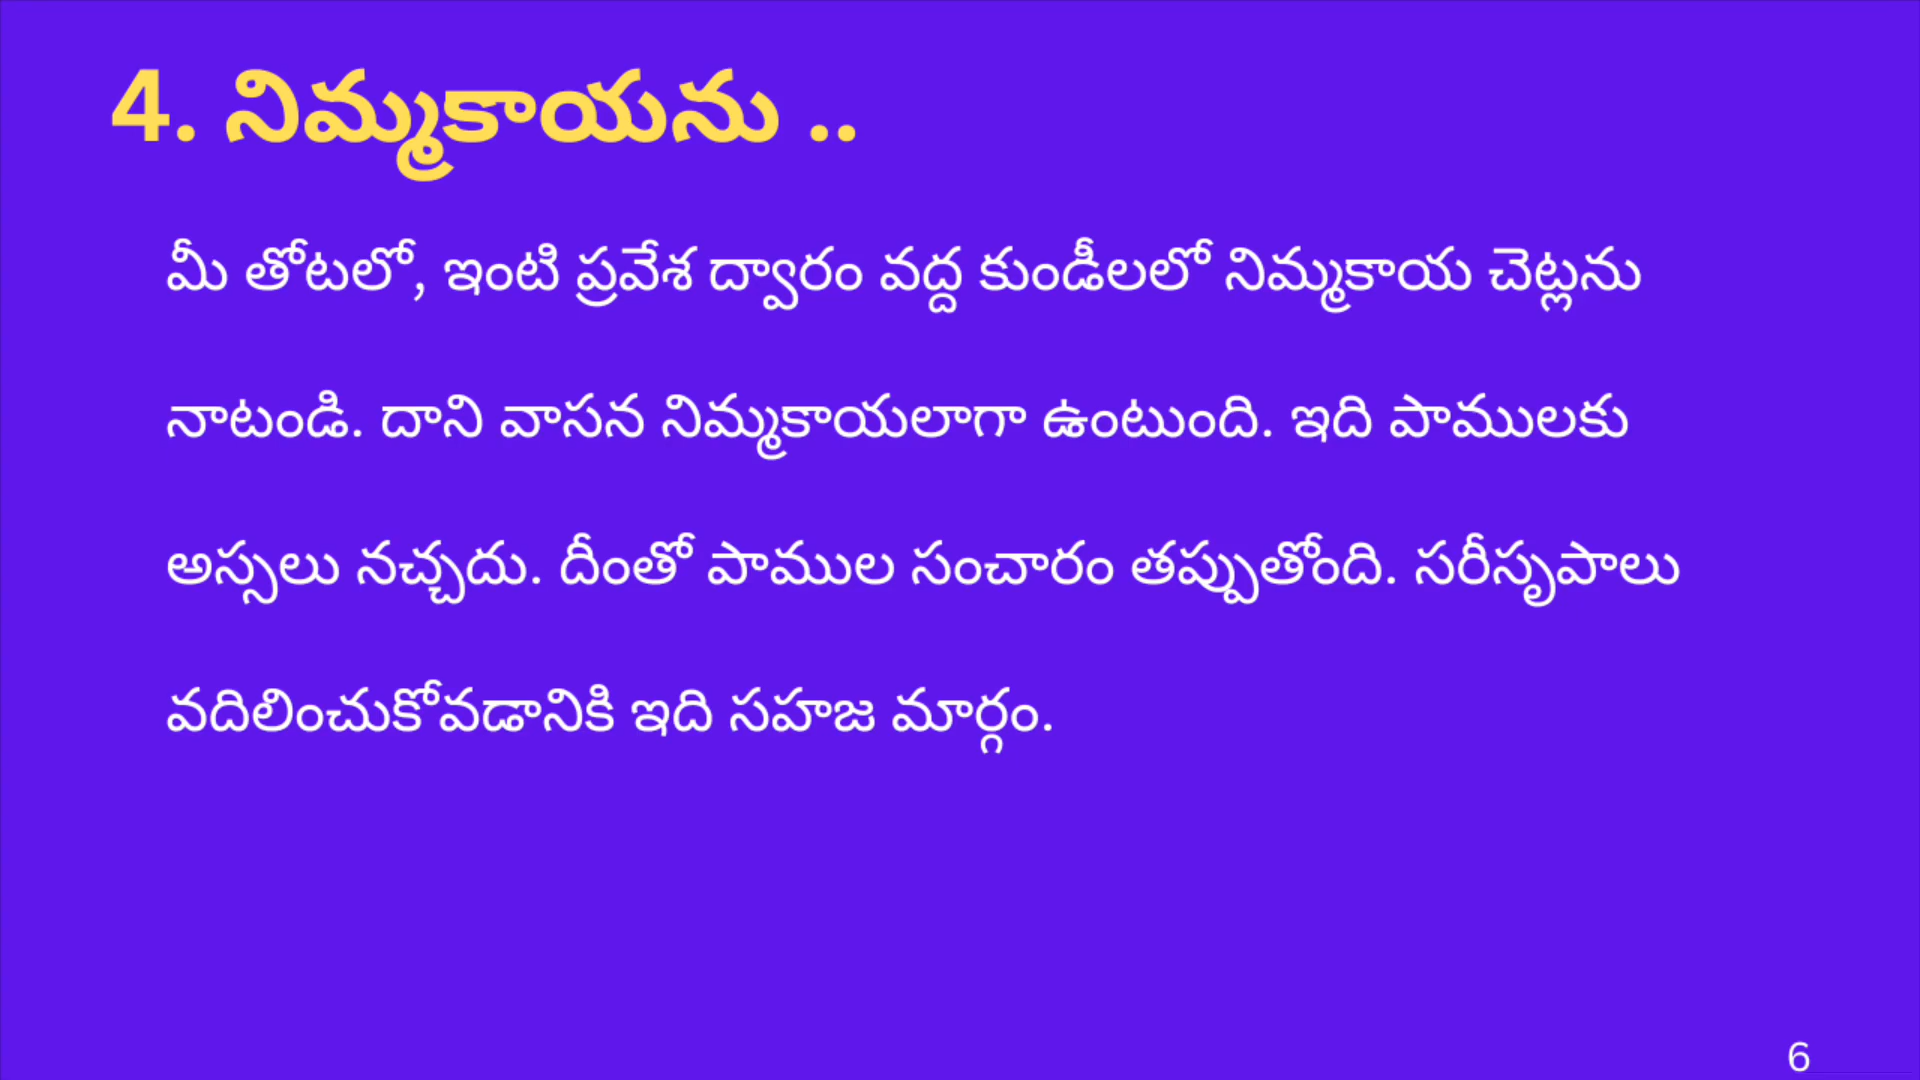 4. నిమ్మకాయను ..
మీ తోటలో, ఇంటి ప్రవేశ ద్వారం వద్ద కుండీలలో నిమ్మకాయ చెట్లను
నాటండి. దాని వాసన నిమ్మకాయలాగా ఉంటుంది. ఇది పాములకు
అస్సలు నచ్చదు. దీంతో పాముల సంచారం తప్పుతోంది. సరీసృపాలు
వదిలించుకోవడానికి ఇది సహజ మార్గం.
6